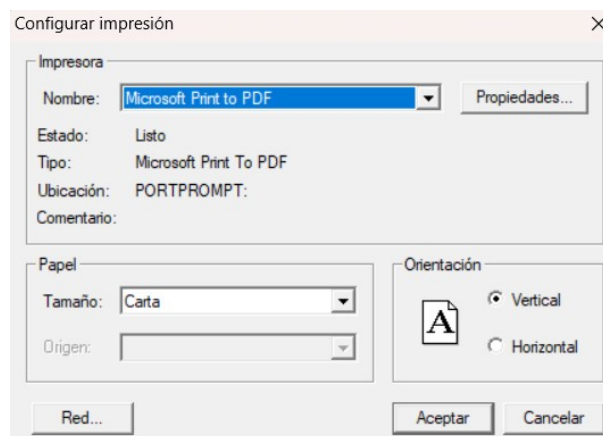 Configurar impresión
Impresora
Nombre: Microsoft Print to PDF Propiedades...
Estado: Listo
Tipo: Microsoft Print To PDF
Ubicación: PORTPROMPT:
Comentario:
Papel Orientación
Tamaño: Carta
Vertical
A
Origen:
Horizontal
Red... Aceptar Cancelar